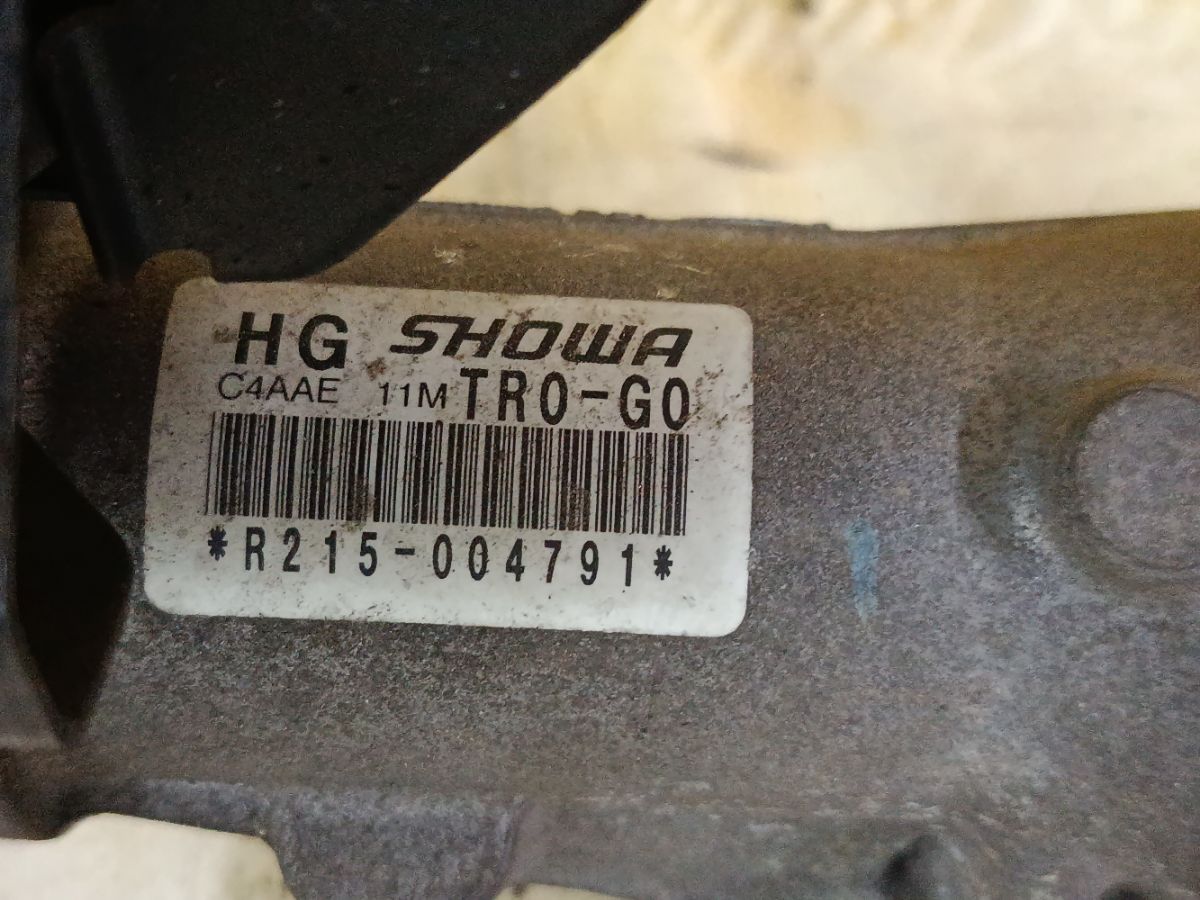 HG SHOWA
C4AAE 11M TR0-G0
*R215-004791*